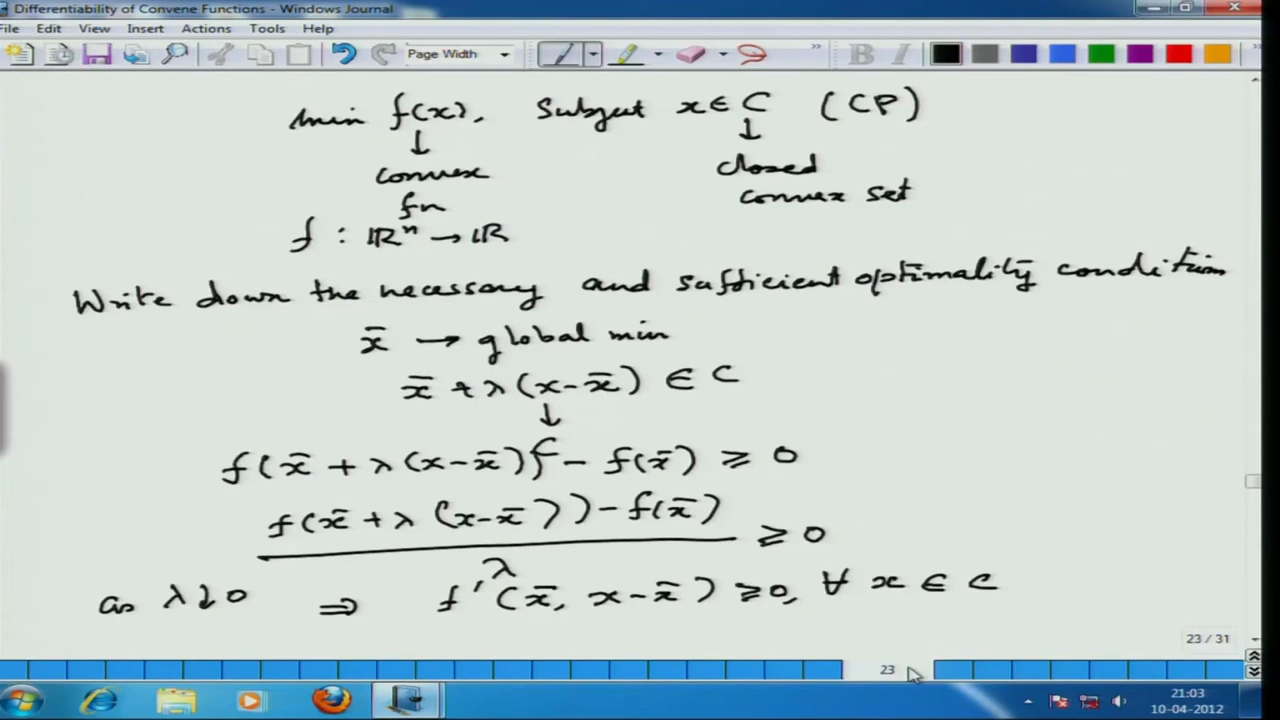 Differentiability of Convene Functions - Windows Journal
File Edit View Insert Actions Tools Help
Page Width
B I
min f(x), Subject x ∈ C (CP)
↓ ↓
convex closed
fn convex set
f : ℝⁿ → ℝ
Write down the necessary and sufficient optimality condition
x̄ → global min
x̄ + λ(x-x̄) ∈ C
↓
f(x̄ + λ(x-x̄)) - f(x̄) ≥ 0
f(x̄ + λ(x-x̄)) - f(x̄)
≥ 0
λ
as λ↓0 ⇒ f'(x̄, x-x̄) ≥ 0, ∀ x ∈ C
23 / 31
23
21:03
10-04-2012